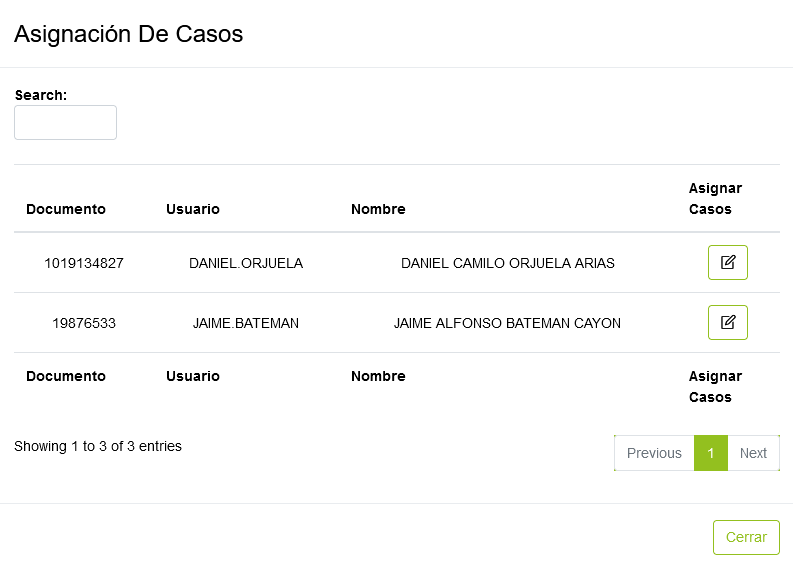 Asignación De Casos
Search:
Documento Usuario Nombre Asignar Casos
1019134827 DANIEL.ORJUELA DANIEL CAMILO ORJUELA ARIAS
19876533 JAIME.BATEMAN JAIME ALFONSO BATEMAN CAYON
Documento Usuario Nombre Asignar Casos
Showing 1 to 3 of 3 entries Previous 1 Next
Cerrar